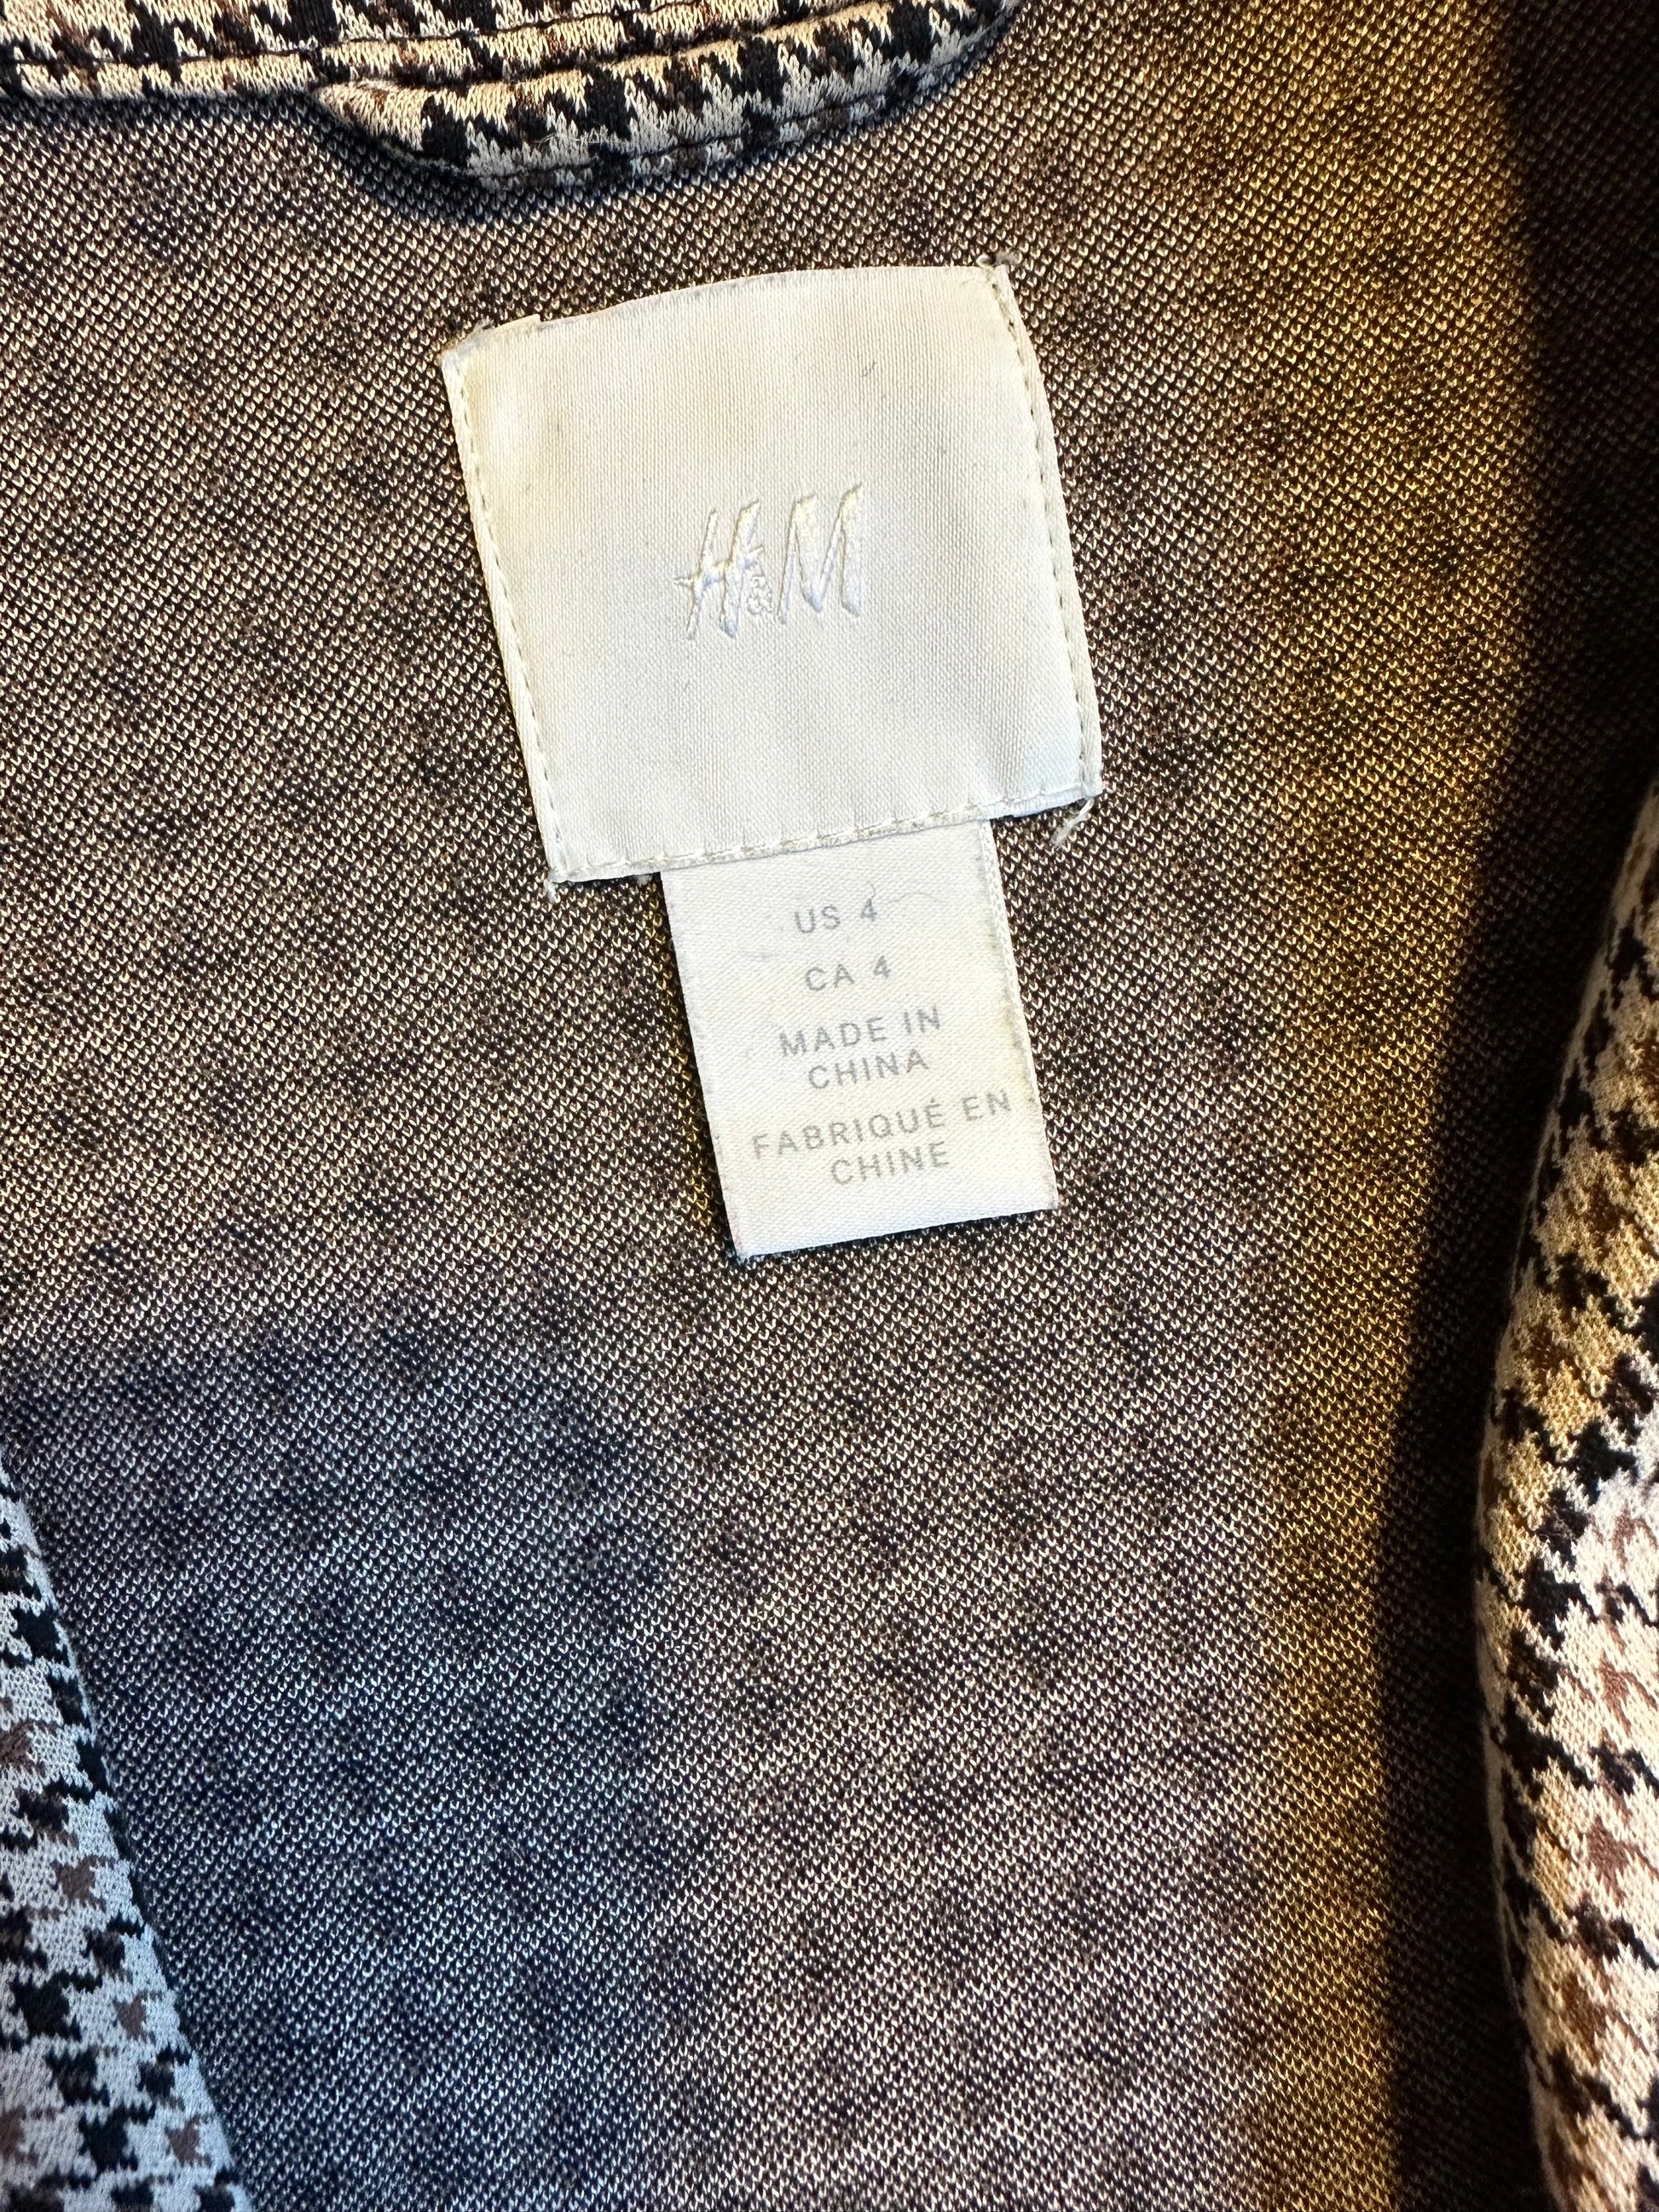 H&M
US 4
CA 4
MADE IN
CHINA
FABRIQUÉ EN
CHINE